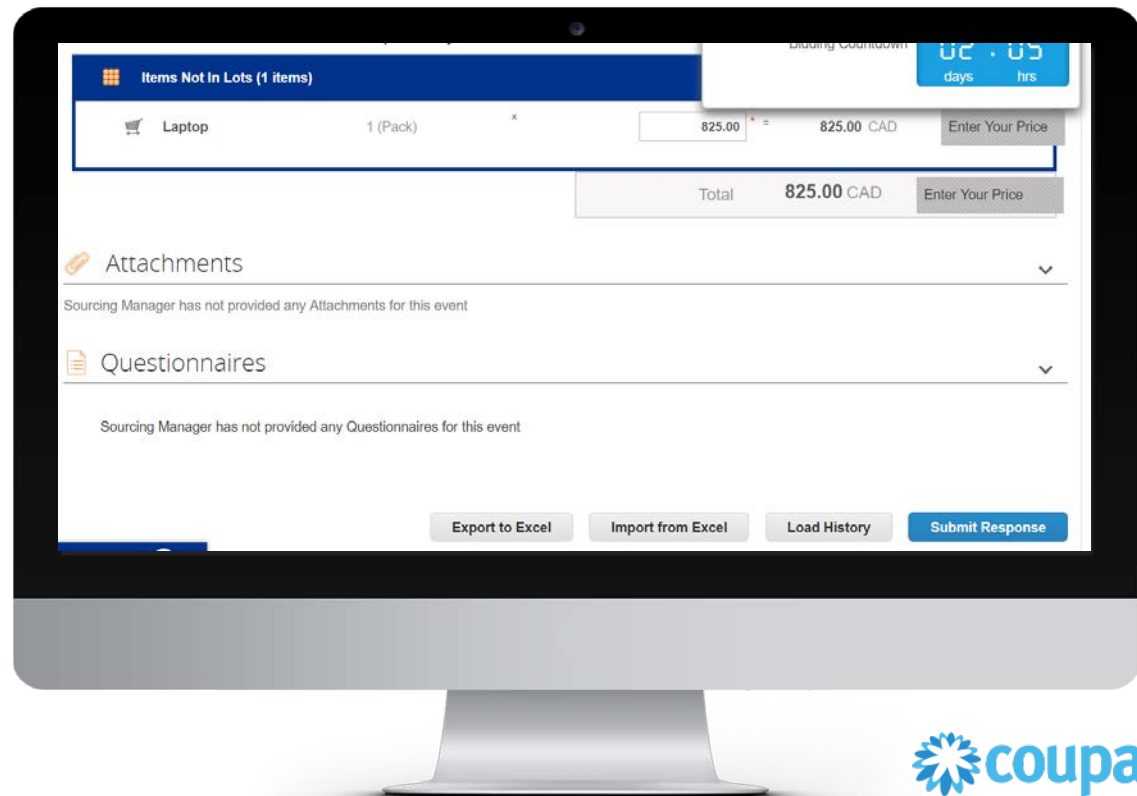 Bidding Countdown
02 : 05
days hrs
Items Not In Lots (1 items)
Laptop 1 (Pack) x 825.00 * = 825.00 CAD Enter Your Price
Total 825.00 CAD Enter Your Price
Attachments
Sourcing Manager has not provided any Attachments for this event
Questionnaires
Sourcing Manager has not provided any Questionnaires for this event
Export to Excel Import from Excel Load History Submit Response
coupa